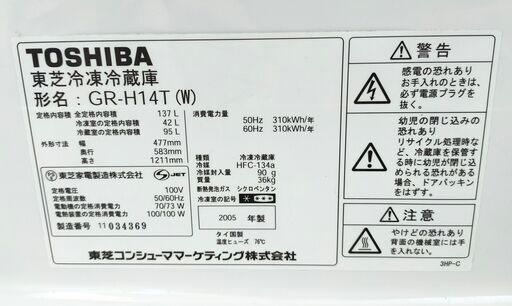 TOSHIBA
東芝冷凍冷蔵庫
形名：GR-H14T(W)
定格内容積 全定格内容積 137 L
冷凍室の定格内容積 42 L
冷蔵室の定格内容積 95 L
外形寸法 幅 477mm
奥行 583mm
高さ 1211mm
消費電力量
50Hz 310kWh/年
60Hz 310kWh/年
東芝家電製造株式会社 S JET
定格電圧 100V
定格周波数 50/60Hz
電動機の定格消費電力 70/73 W
電熱装置の定格消費電力 100/100 W
製造番号 11034369
種類 冷凍冷蔵庫
冷媒 HFC-134a
冷媒封入量 90 g
質量 36kg
断熱発泡ガス シクロペンタン
冷凍室の記号
2005 年製
タイ国製
温度ヒューズ 76℃
東芝コンシューママーケティング株式会社
警告
感電の恐れあり
お手入れのときは、
必ず電源プラグを
抜く。
幼児の閉じ込みの
恐れあり
リサイクル処理時な
ど、冷蔵庫を保管す
る時に幼児が閉じ込
められる恐れがある
場合、ドアパッキン
をはずす。
注意
やけどの恐れあり
背面の機械室には手
を入れない。
3HP-C